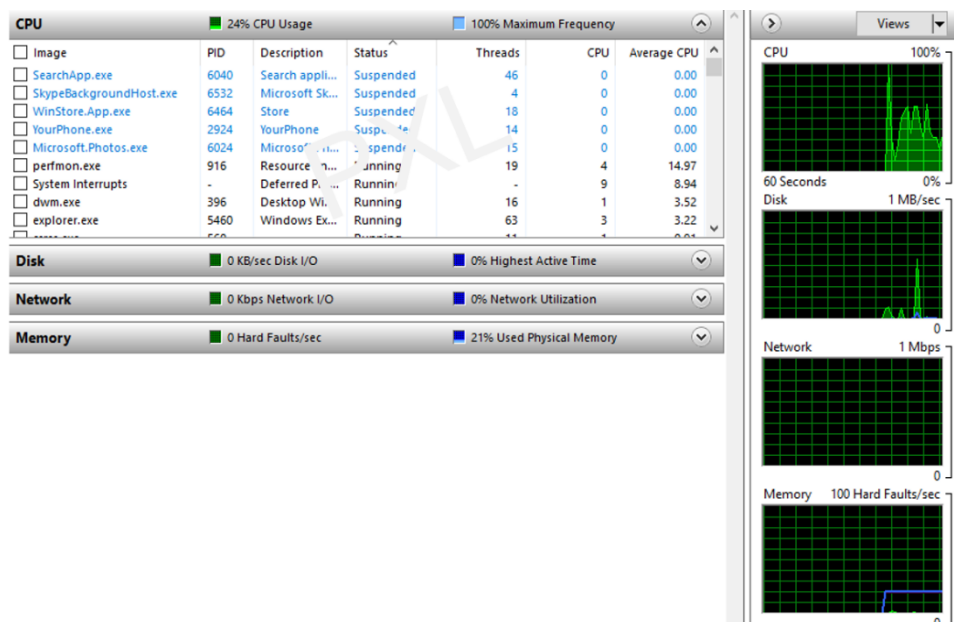 CPU 24% CPU Usage 100% Maximum Frequency
Image PID Description Status Threads CPU Average CPU
SearchApp.exe 6040 Search appli... Suspended 46 0 0.00
SkypeBackgroundHost.exe 6532 Microsoft Sk... Suspended 4 0 0.00
WinStore.App.exe 6464 Store Suspended 18 0 0.00
YourPhone.exe 2924 YourPhone 14 0 0.00
Microsoft.Photos.exe 6024 15 0 0.00
perfmon.exe 916 Resource Running 19 4 14.97
System Interrupts - Deferred Running - 9 8.94
dwm.exe 396 Desktop Running 16 1 3.52
explorer.exe 5460 Windows Ex... Running 63 3 3.22
Disk 0 KB/sec Disk I/O 0% Highest Active Time
Network 0 Kbps Network I/O 0% Network Utilization
Memory 0 Hard Faults/sec 21% Used Physical Memory
PXL
Views
CPU 100%
60 Seconds 0%
Disk 1 MB/sec
0
Network 1 Mbps
0
Memory 100 Hard Faults/sec